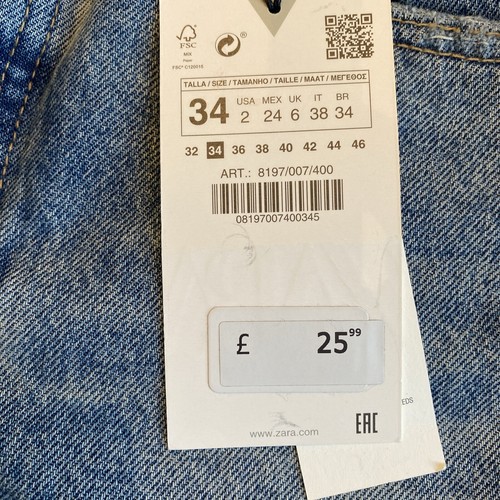 FSC
MIX
Paper
FSC® C120516
TALLA / SIZE / TAMANHO / TAILLE / MAAT / ΜΕΓΕΘΟΣ
34
USA MEX UK IT BR
2 24 6 38 34
32 34 36 38 40 42 44 46
ART.: 8197/007/400
08197007400345
£ 25⁹⁹
EDS
www.zara.com
EAC